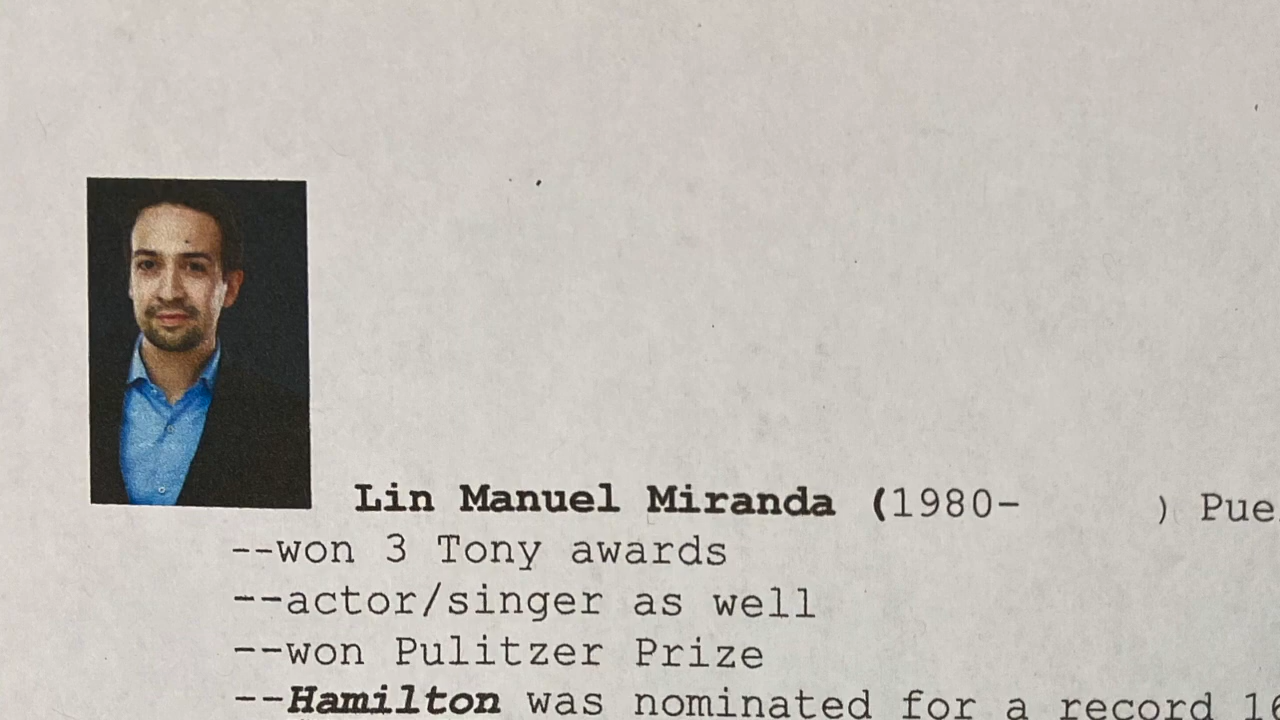 Lin Manuel Miranda (1980-        ) Pue
--won 3 Tony awards
--actor/singer as well
--won Pulitzer Prize
--Hamilton was nominated for a record 16